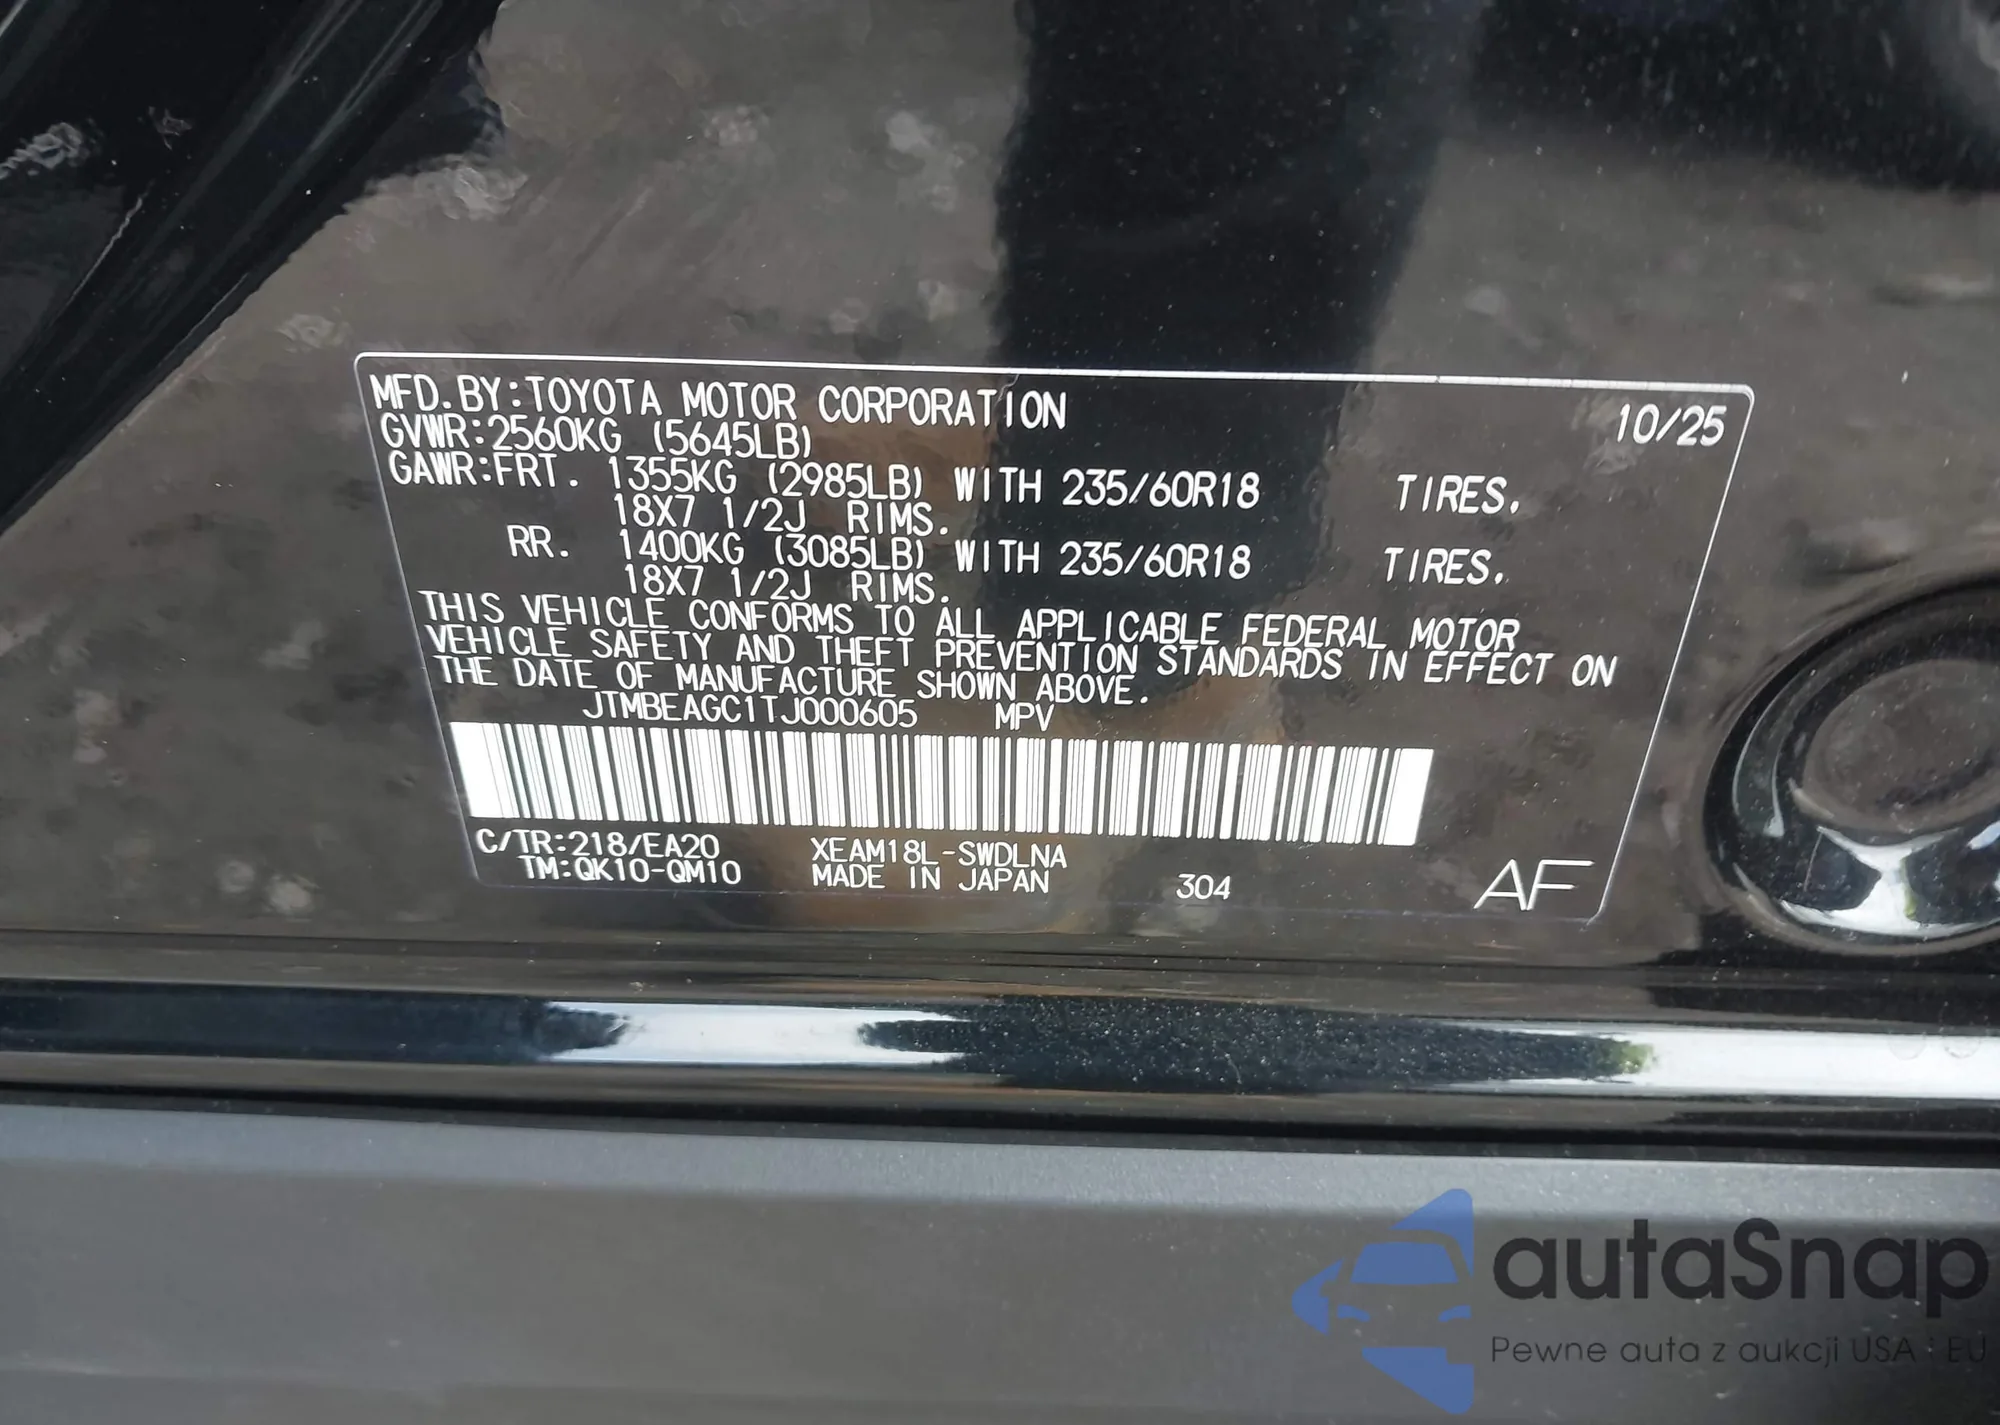 MFD.BY:TOYOTA MOTOR CORPORATION 10/25
GVWR:2560KG (5645LB)
GAWR:FRT. 1355KG (2985LB) WITH 235/60R18 TIRES,
18X7 1/2J RIMS.
RR. 1400KG (3085LB) WITH 235/60R18 TIRES,
18X7 1/2J RIMS.
THIS VEHICLE CONFORMS TO ALL APPLICABLE FEDERAL MOTOR
VEHICLE SAFETY AND THEFT PREVENTION STANDARDS IN EFFECT ON
THE DATE OF MANUFACTURE SHOWN ABOVE.
JTMBEAGC1TJ000605 MPV
C/TR:218/EA20 XEAM18L-SWDLNA
TM:QK10-QM10 MADE IN JAPAN 304 AF
autaSnap
Pewne auta z aukcji USA i EU